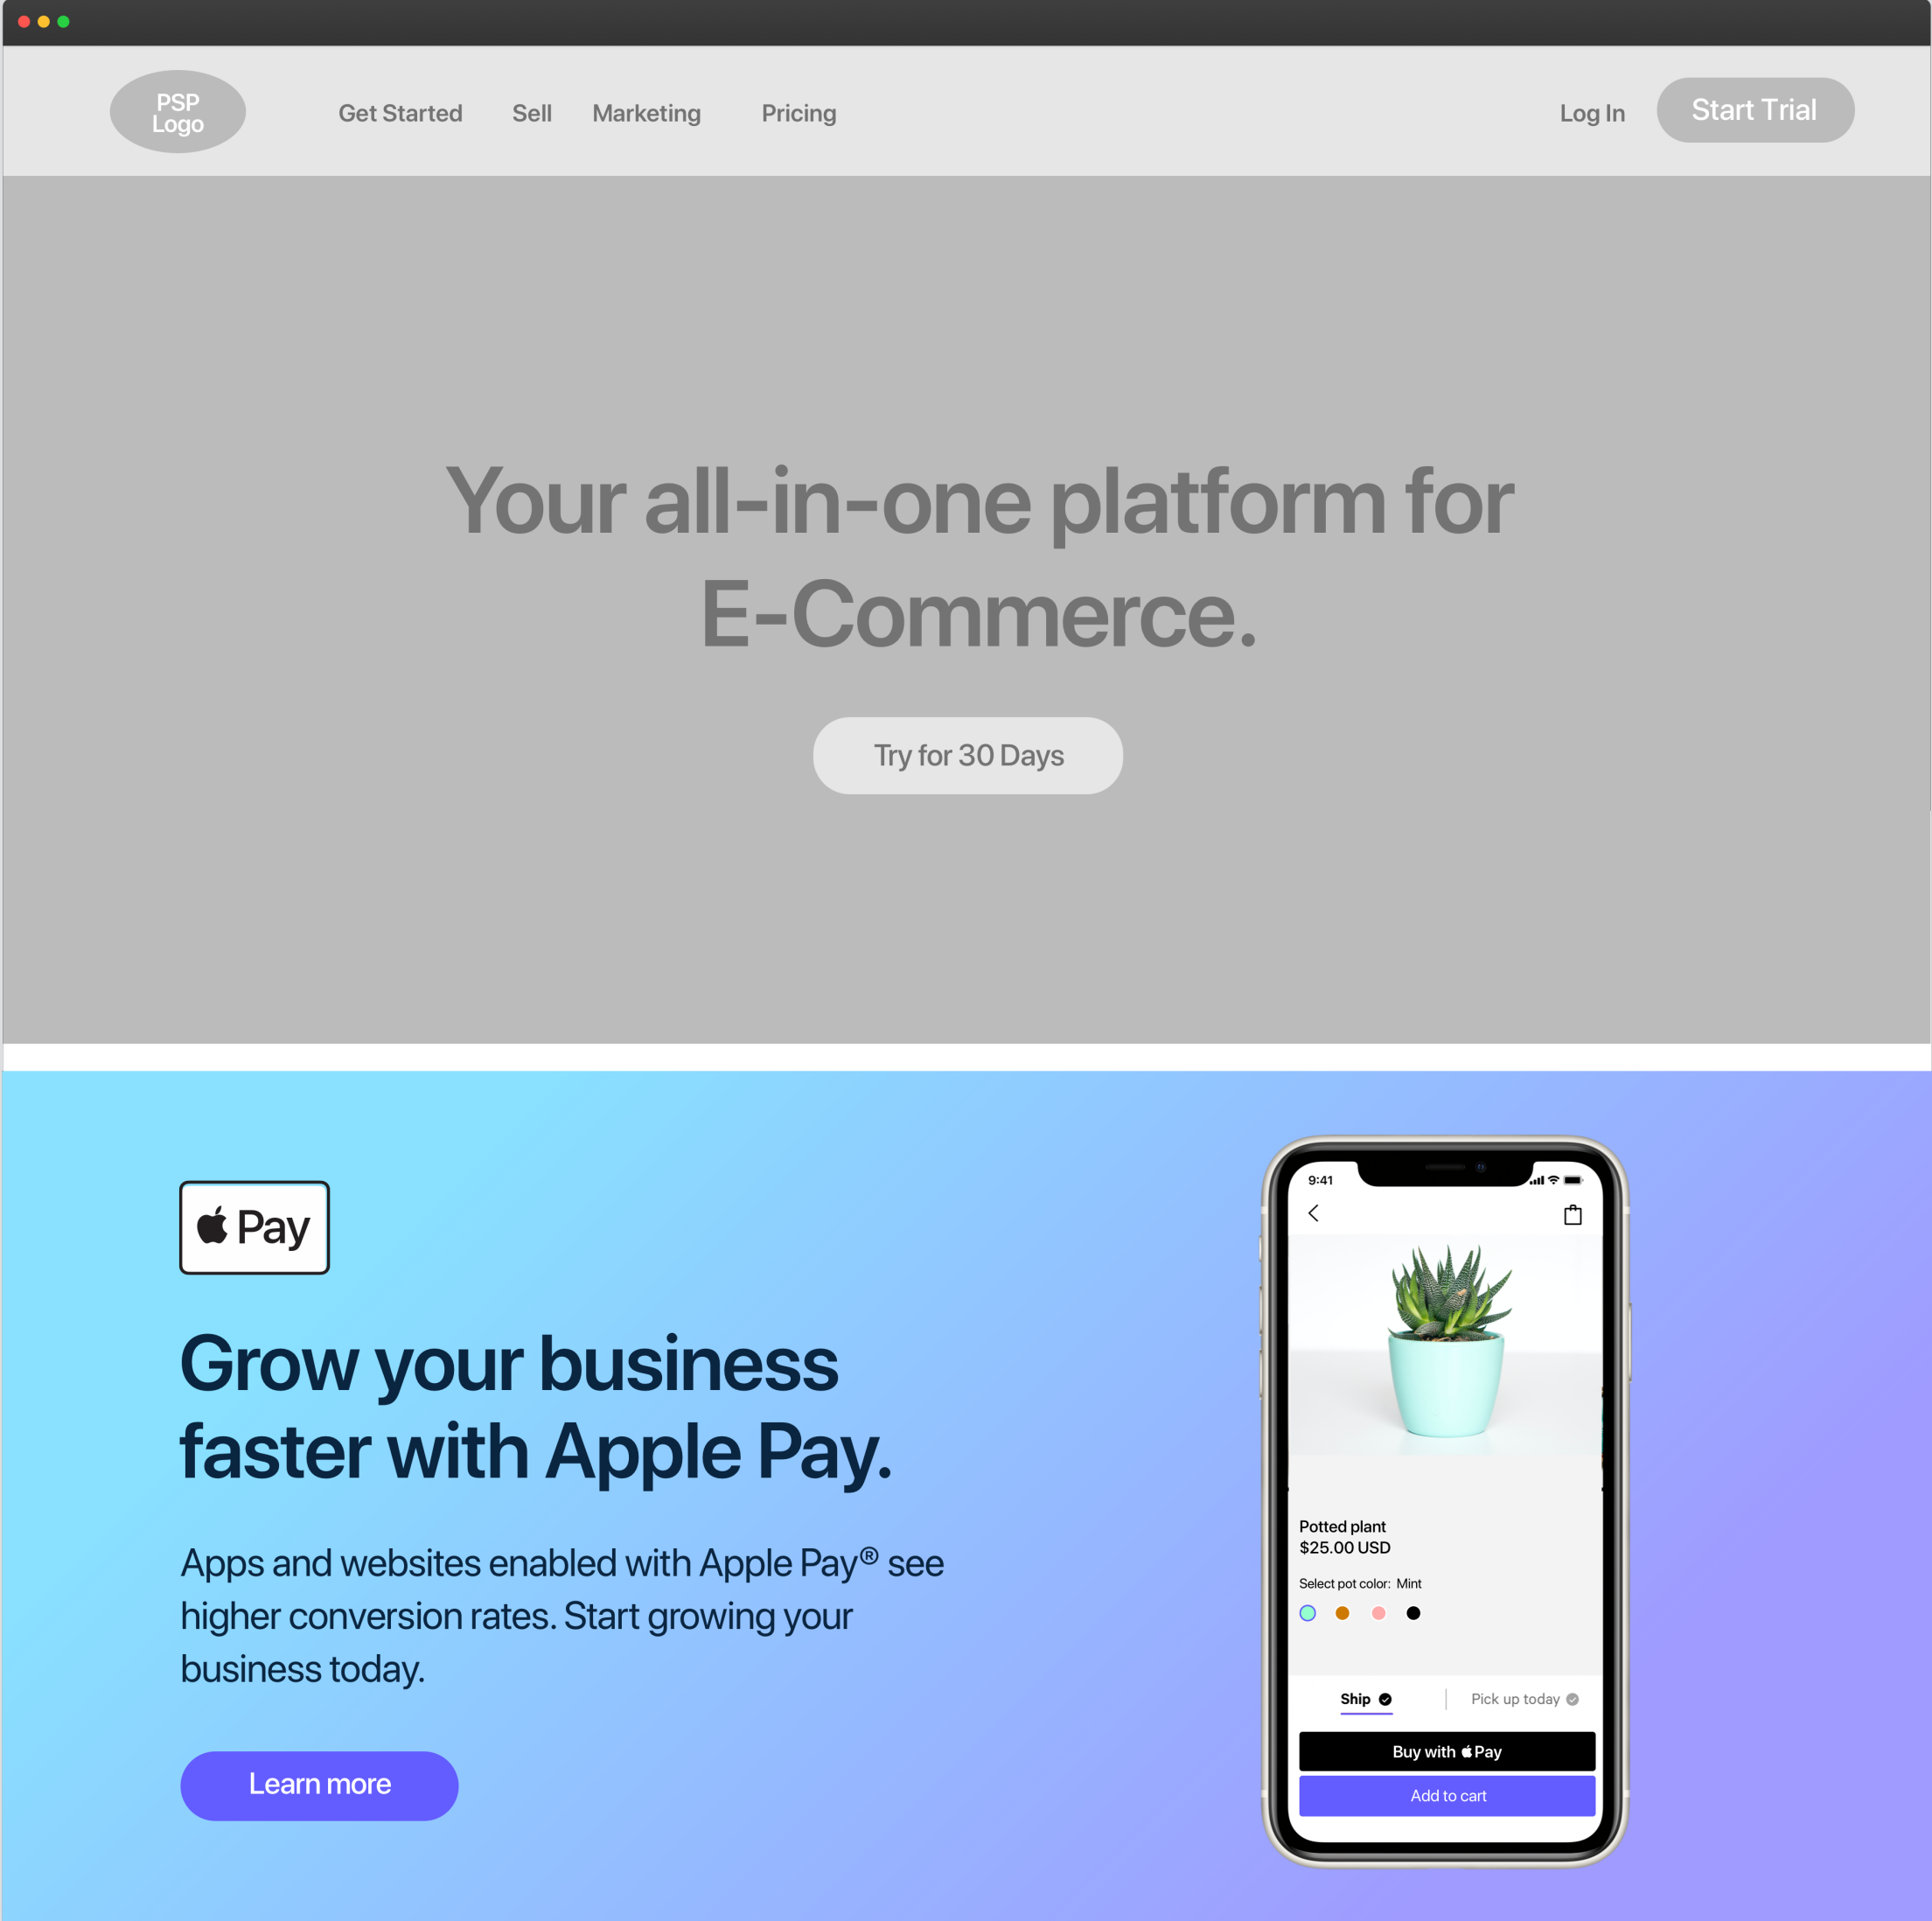 PSP
Logo
Get Started Sell Marketing Pricing Log In Start Trial
Your all-in-one platform for
E-Commerce.
Try for 30 Days
Pay
Grow your business
faster with Apple Pay.
Apps and websites enabled with Apple Pay® see
higher conversion rates. Start growing your
business today.
Learn more
9:41
Potted plant
$25.00 USD
Select pot color: Mint
Ship Pick up today
Buy with Pay
Add to cart